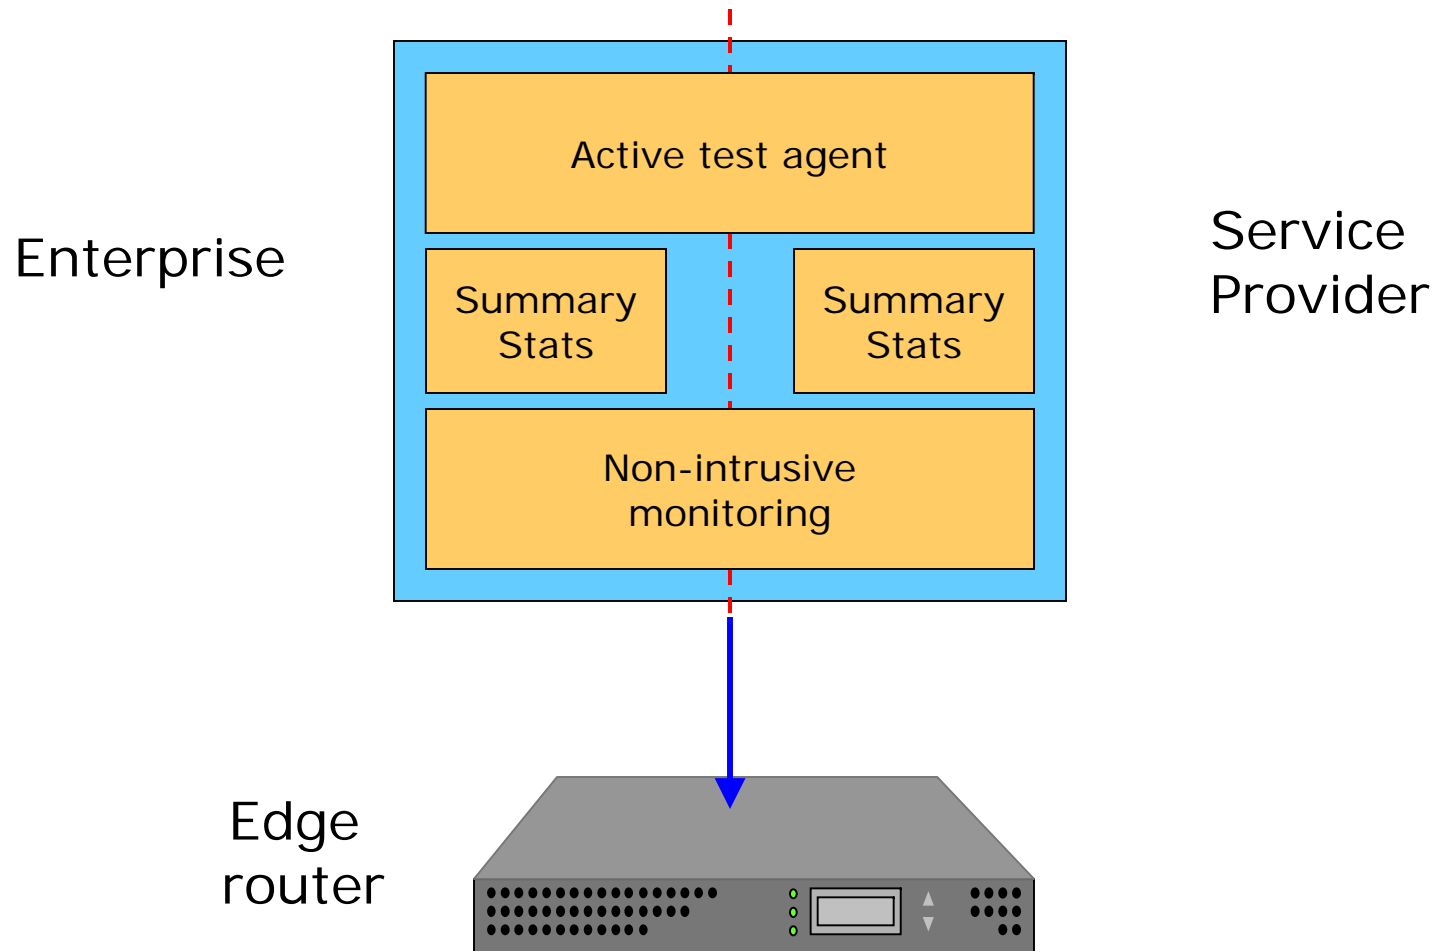 Active test agent
Enterprise
Service
Provider
Summary
Stats
Summary
Stats
Non-intrusive
monitoring
Edge
router